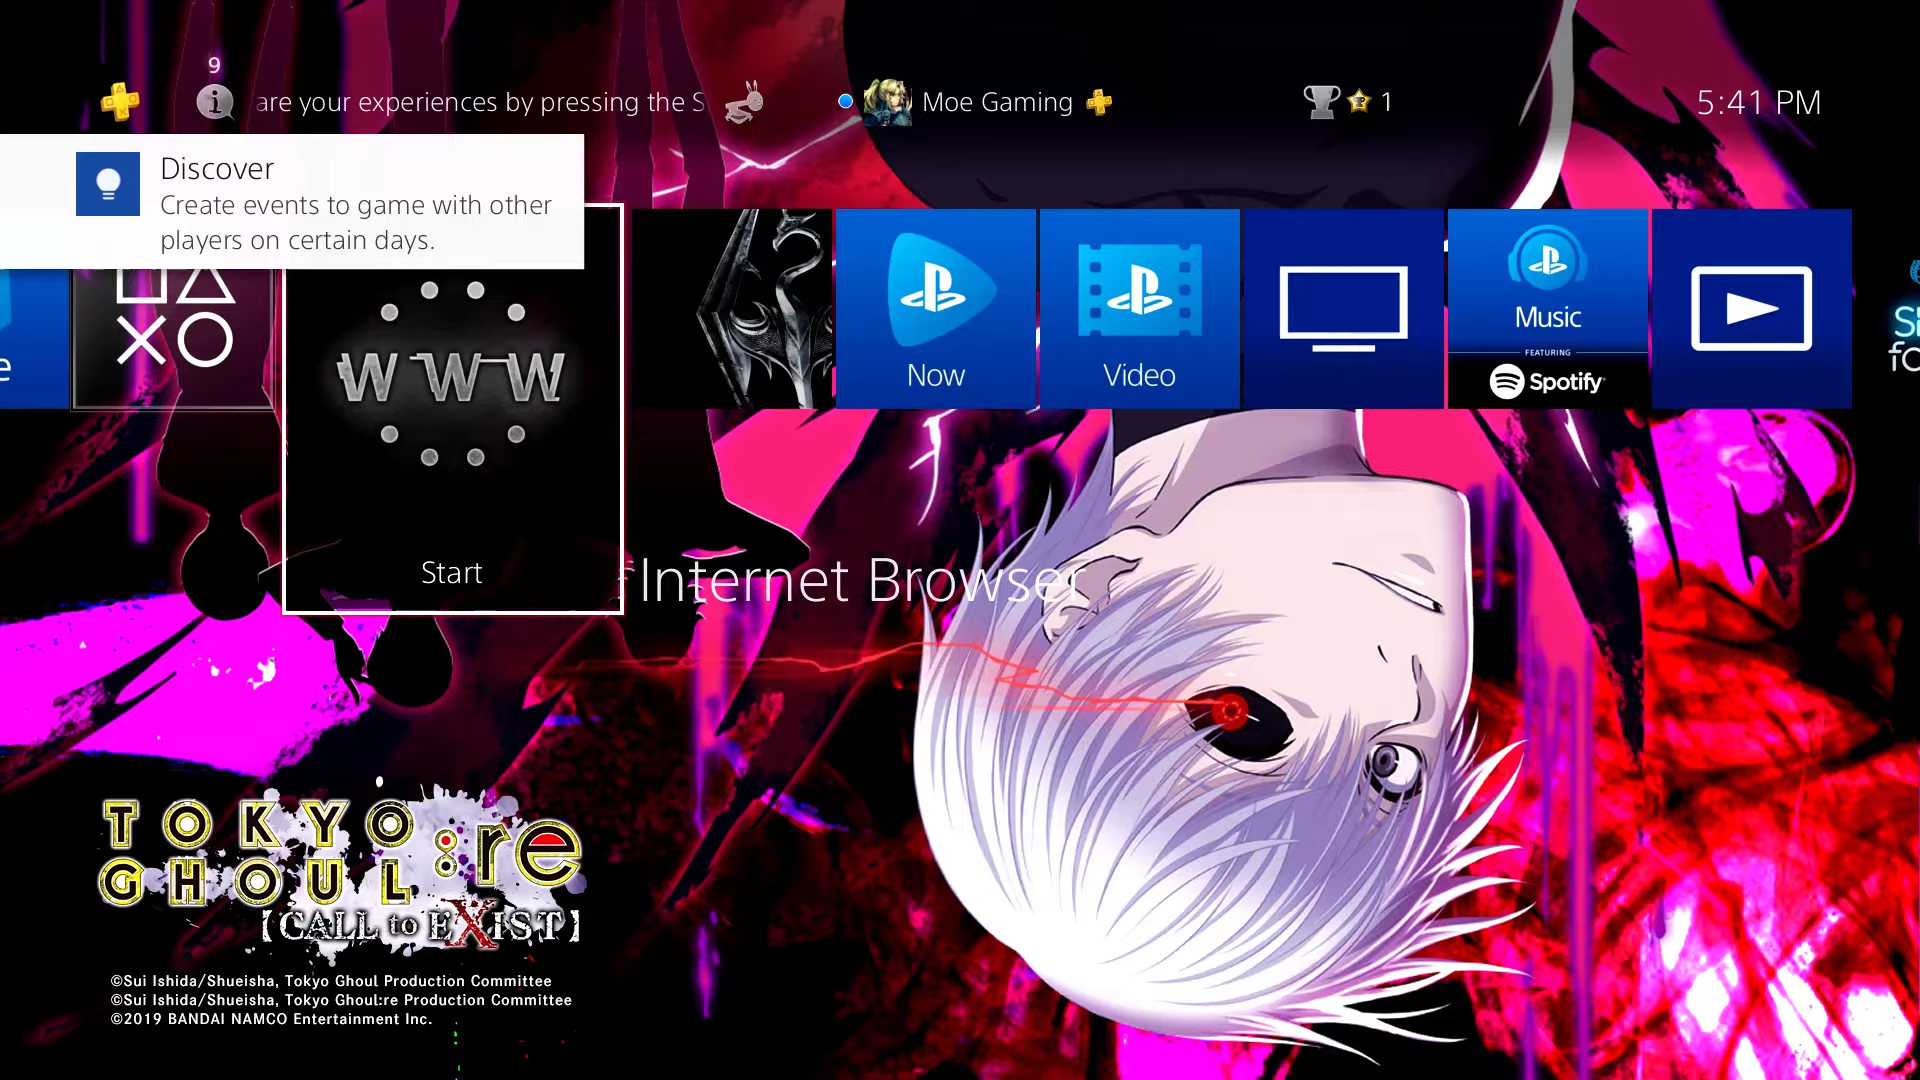 9
are your experiences by pressing the S
Moe Gaming
1
5:41 PM
Discover
Create events to game with other
players on certain days.
e
WWW
Start
Internet Browser
Now
Video
Music
FEATURING
Spotify
TOKYO
GHOUL
:re
【CALL to EXIST】
©Sui Ishida/Shueisha, Tokyo Ghoul Production Committee
©Sui Ishida/Shueisha, Tokyo Ghoul:re Production Committee
©2019 BANDAI NAMCO Entertainment Inc.